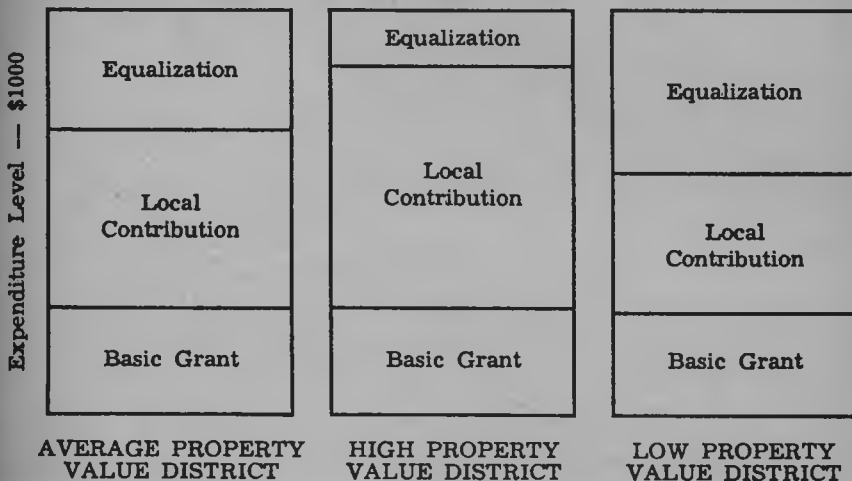 Expenditure Level — $1000
Equalization
Local
Contribution
Basic Grant
AVERAGE PROPERTY
VALUE DISTRICT
Equalization
Local
Contribution
Basic Grant
HIGH PROPERTY
VALUE DISTRICT
Equalization
Local
Contribution
Basic Grant
LOW PROPERTY
VALUE DISTRICT